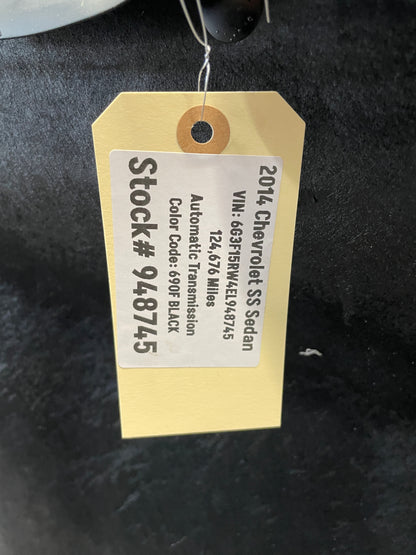 2014 Chevrolet SS Sedan
VIN: 6G3F15RW4EL948745
124,676 Miles
Automatic Transmission
Color Code: 690F BLACK
Stock# 948745